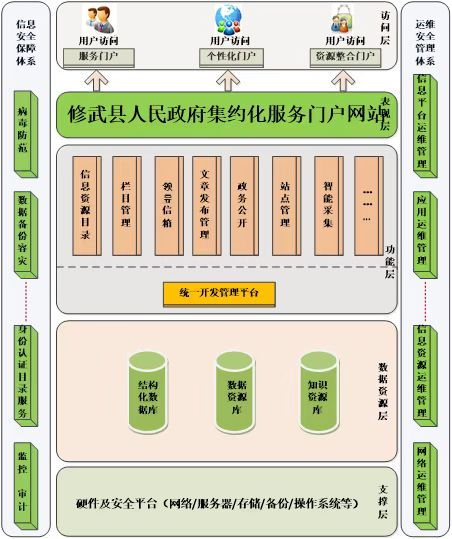 信息
安全
保障
体系
病毒防范
数据备份容灾
身份认证目录服务
监控 审计
访问层
用户访问
用户访问
用户访问
服务门户
个性化门户
资源整合门户
修武县人民政府集约化服务门户网站
表现层
信息资源目录
栏目管理
领导信箱
文章发布管理
政务公开
站点管理
智能采集
………
功能层
统一开发管理平台
结构
化数
据库
数据
资源
库
知识
资源
库
数据资源层
硬件及安全平台（网络/服务器/存储/备份/操作系统等）
支撑层
运维
安全
管理
体系
信息平台运维管理
应用运维管理
信息资源运维管理
网络运维管理